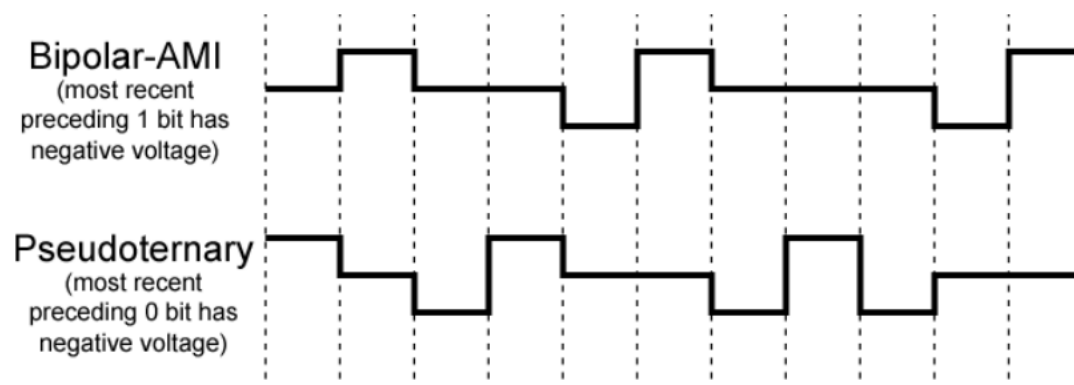 Bipolar-AMI
(most recent
preceding 1 bit has
negative voltage)
Pseudoternary
(most recent
preceding 0 bit has
negative voltage)